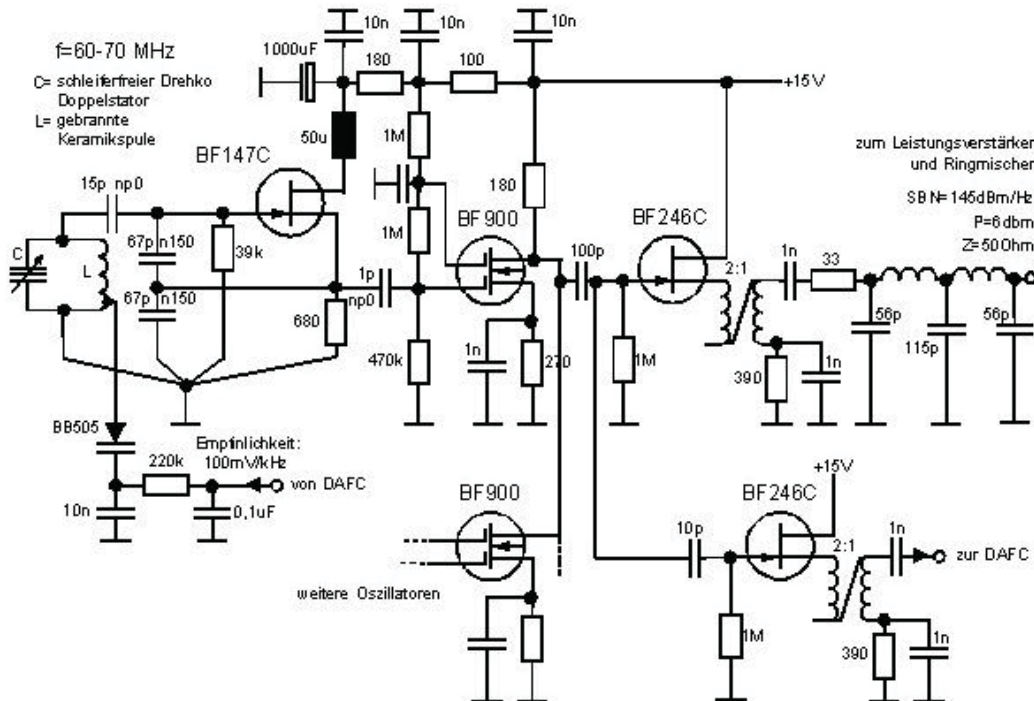 10n
10n
10n
f=60-70 MHz
C= schleiferfreier Drehko
Doppelstator
L= gebrannte
Keramikspule
1000uF
180
100
+15V
1M
50u
BF147C
180
zum Leistungsverstärker
und Ringmischer
SBN=145dBm/Hz
P=6dbm
Z=50Ohm
15p np0
BF900
BF246C
1M
100p
C
L
67p n150
39k
2:1
1n
33
67p n150
1p
np0
680
56p
115p
56p
470k
1n
270
1M
390
1n
BB505
Empfinlichkeit:
100mV/kHz
220k
von DAFC
10n
0,1uF
BF900
BF246C
+15V
10p
2:1
1n
zur DAFC
weitere Oszillatoren
1M
390
1n